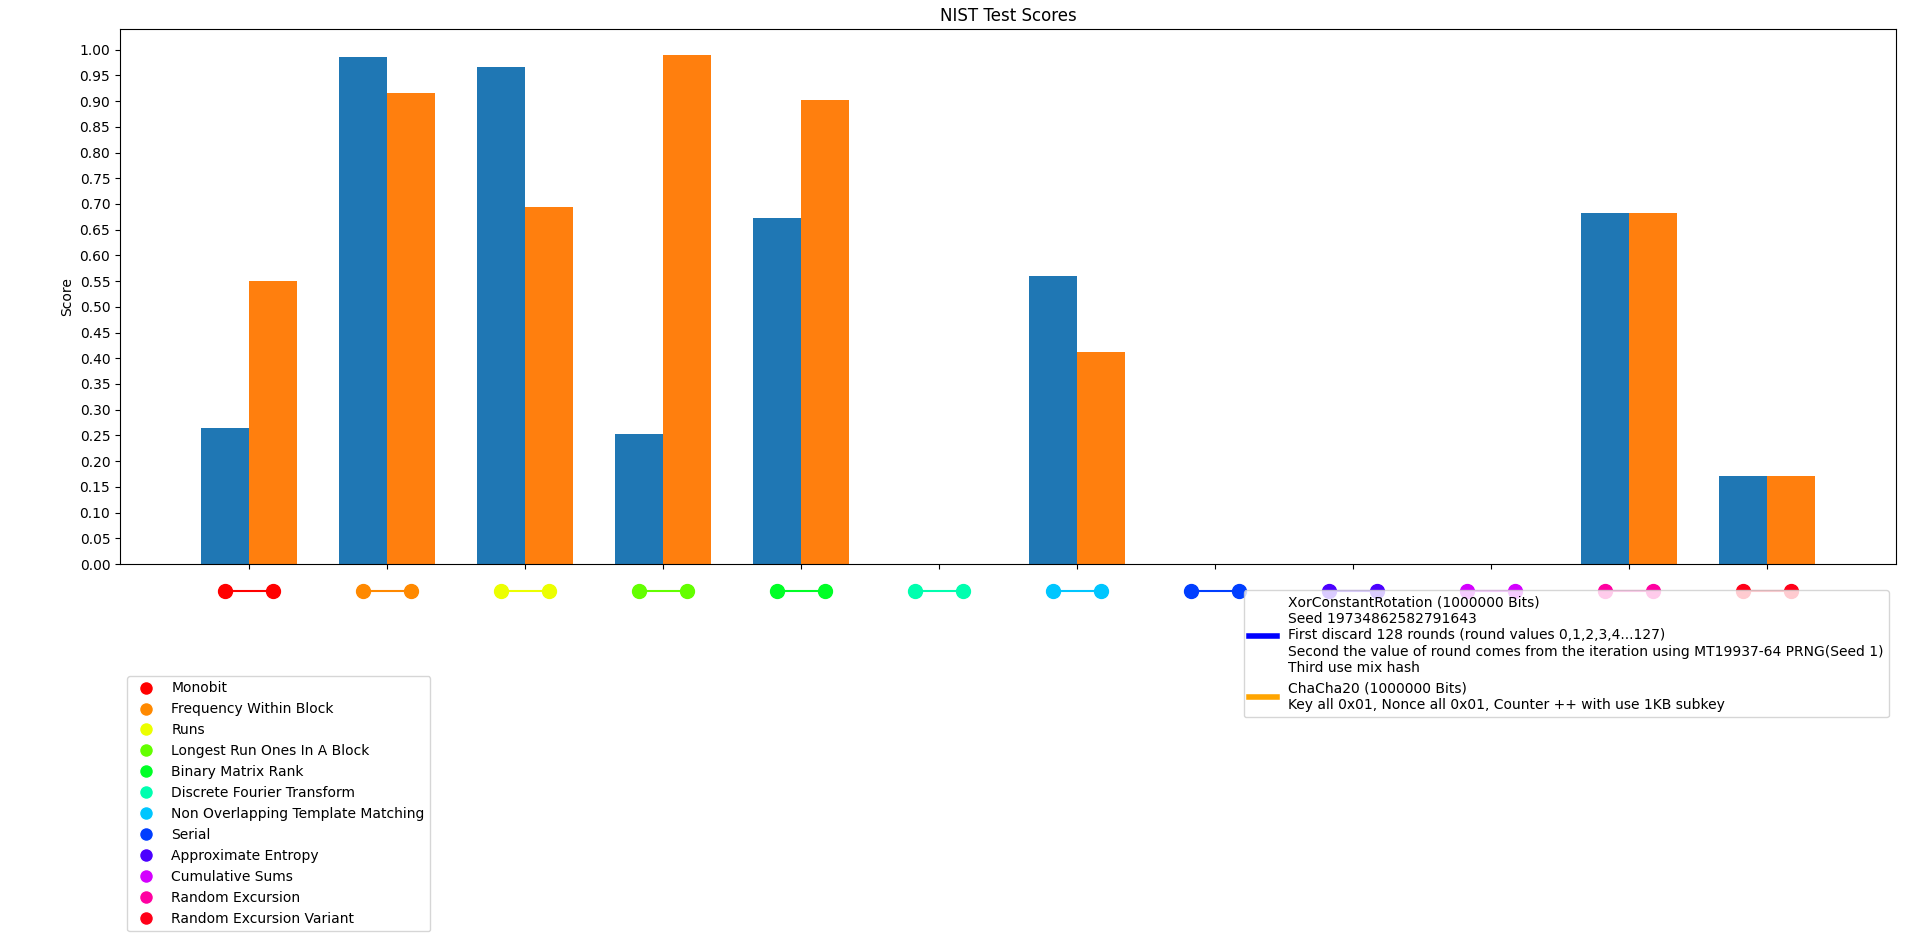 NIST Test Scores
Score
1.00
0.95
0.90
0.85
0.80
0.75
0.70
0.65
0.60
0.55
0.50
0.45
0.40
0.35
0.30
0.25
0.20
0.15
0.10
0.05
0.00
XorConstantRotation (1000000 Bits)
Seed 19734862582791643
First discard 128 rounds (round values 0,1,2,3,4...127)
Second the value of round comes from the iteration using MT19937-64 PRNG(Seed 1)
Third use mix hash
ChaCha20 (1000000 Bits)
Key all 0x01, Nonce all 0x01, Counter ++ with use 1KB subkey
Monobit
Frequency Within Block
Runs
Longest Run Ones In A Block
Binary Matrix Rank
Discrete Fourier Transform
Non Overlapping Template Matching
Serial
Approximate Entropy
Cumulative Sums
Random Excursion
Random Excursion Variant